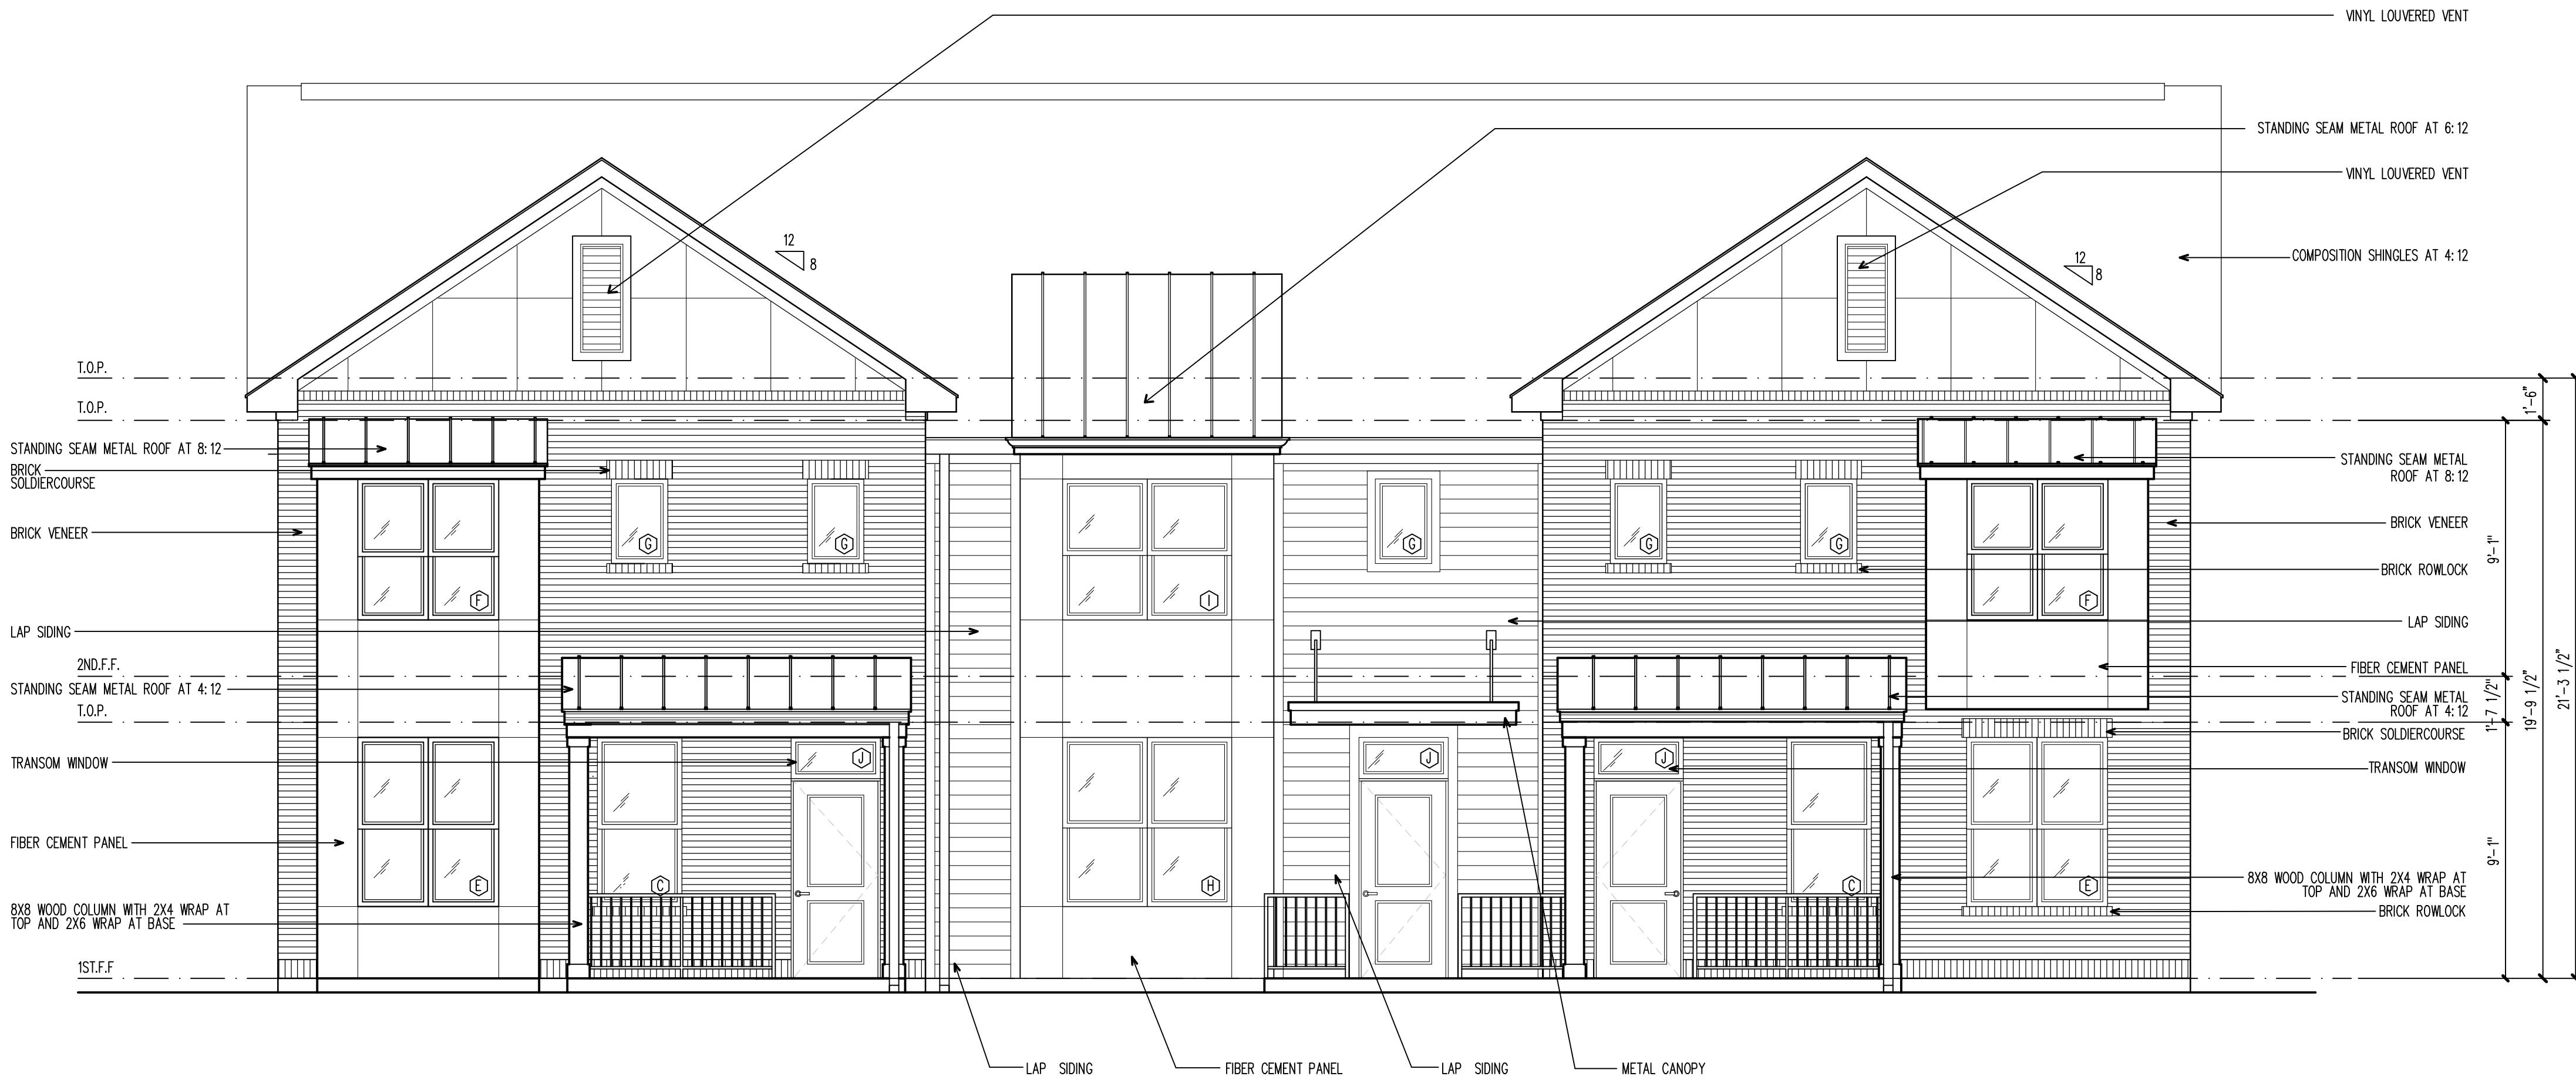 VINYL LOUVERED VENT
STANDING SEAM METAL ROOF AT 6:12
VINYL LOUVERED VENT
12
8
12
8
COMPOSITION SHINGLES AT 4:12
T.O.P.
T.O.P.
1'-6"
STANDING SEAM METAL ROOF AT 8:12
BRICK
SOLDIERCOURSE
STANDING SEAM METAL
ROOF AT 8:12
BRICK VENEER
BRICK VENEER
G
G
G
G
G
9'-1"
BRICK ROWLOCK
F
I
F
LAP SIDING
LAP SIDING
2ND.F.F.
FIBER CEMENT PANEL
STANDING SEAM METAL ROOF AT 4:12
STANDING SEAM METAL
ROOF AT 4:12
1'-7 1/2"
19'-9 1/2"
21'-3 1/2"
T.O.P.
BRICK SOLDIERCOURSE
TRANSOM WINDOW
J
J
J
TRANSOM WINDOW
FIBER CEMENT PANEL
9'-1"
E
C
H
C
E
8X8 WOOD COLUMN WITH 2X4 WRAP AT
TOP AND 2X6 WRAP AT BASE
8X8 WOOD COLUMN WITH 2X4 WRAP AT
TOP AND 2X6 WRAP AT BASE
BRICK ROWLOCK
1ST.F.F
LAP SIDING
FIBER CEMENT PANEL
LAP SIDING
METAL CANOPY